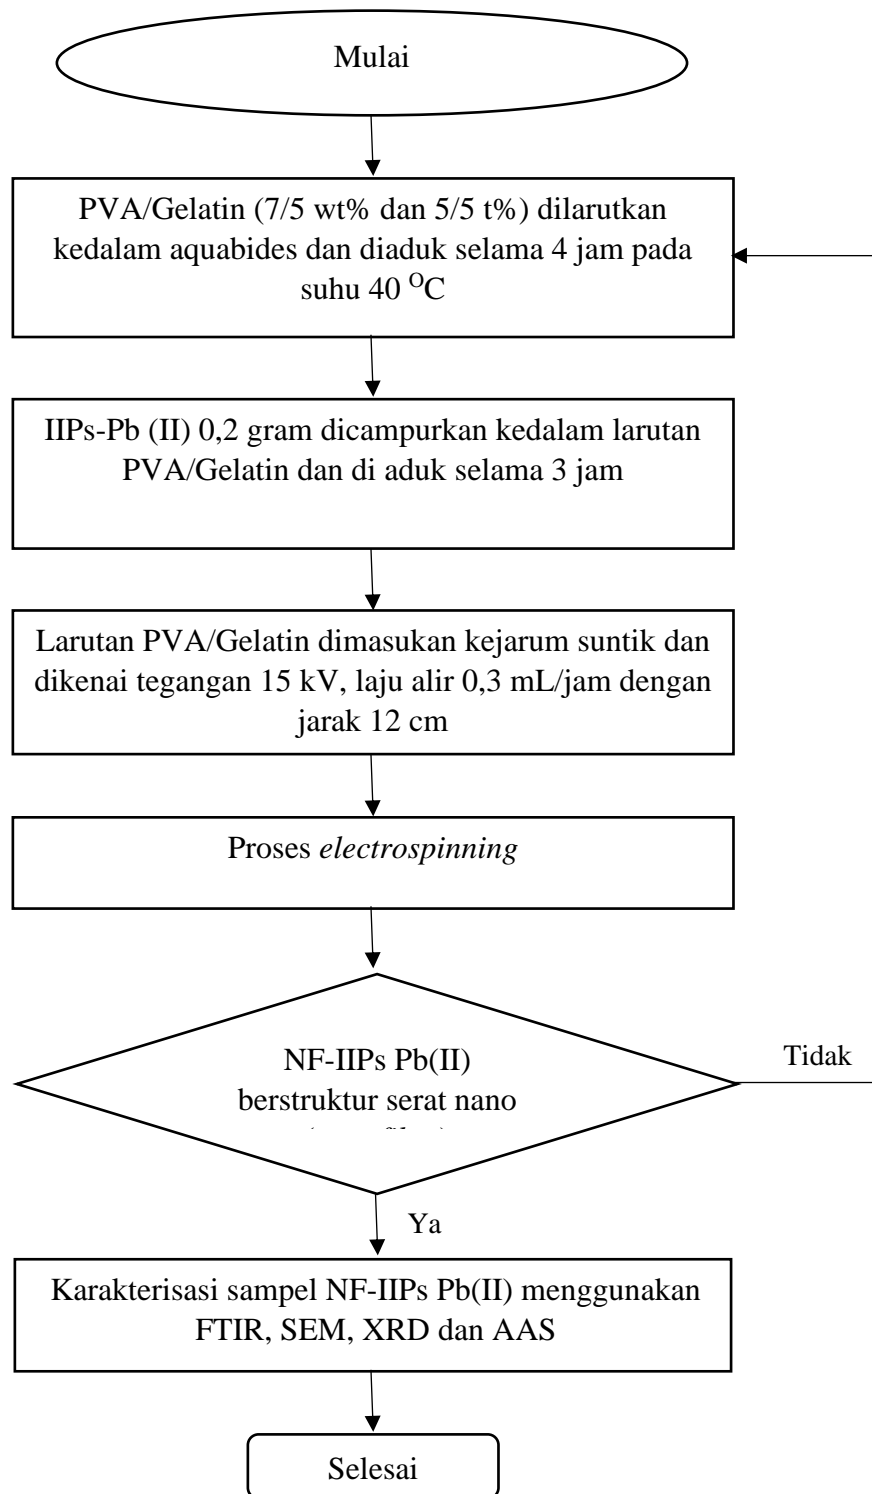 Mulai
PVA/Gelatin (7/5 wt% dan 5/5 t%) dilarutkan
kedalam aquabides dan diaduk selama 4 jam pada
suhu 40 ᴼC
IIPs-Pb (II) 0,2 gram dicampurkan kedalam larutan
PVA/Gelatin dan di aduk selama 3 jam
Larutan PVA/Gelatin dimasukan kejarum suntik dan
dikenai tegangan 15 kV, laju alir 0,3 mL/jam dengan
jarak 12 cm
Proses electrospinning
NF-IIPs Pb(II)
berstruktur serat nano
Tidak
Ya
Karakterisasi sampel NF-IIPs Pb(II) menggunakan
FTIR, SEM, XRD dan AAS
Selesai